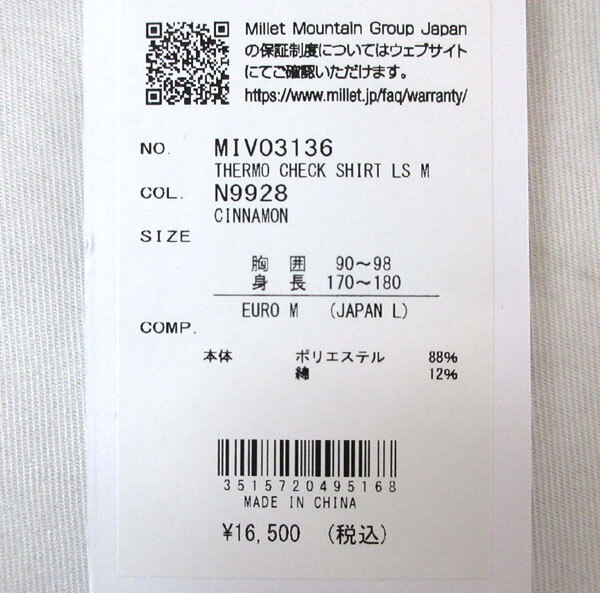 Millet Mountain Group Japan
の保証制度についてはウェブサイト
にてご確認いただけます。
https://www.millet.jp/faq/warranty/
NO. MIV03136
THERMO CHECK SHIRT LS M
COL. N9928
CINNAMON
SIZE
胸 囲 90～98
身 長 170～180
EURO M (JAPAN L)
COMP.
本体 ポリエステル 88%
綿 12%
3515720495168
MADE IN CHINA
¥16,500 (税込)